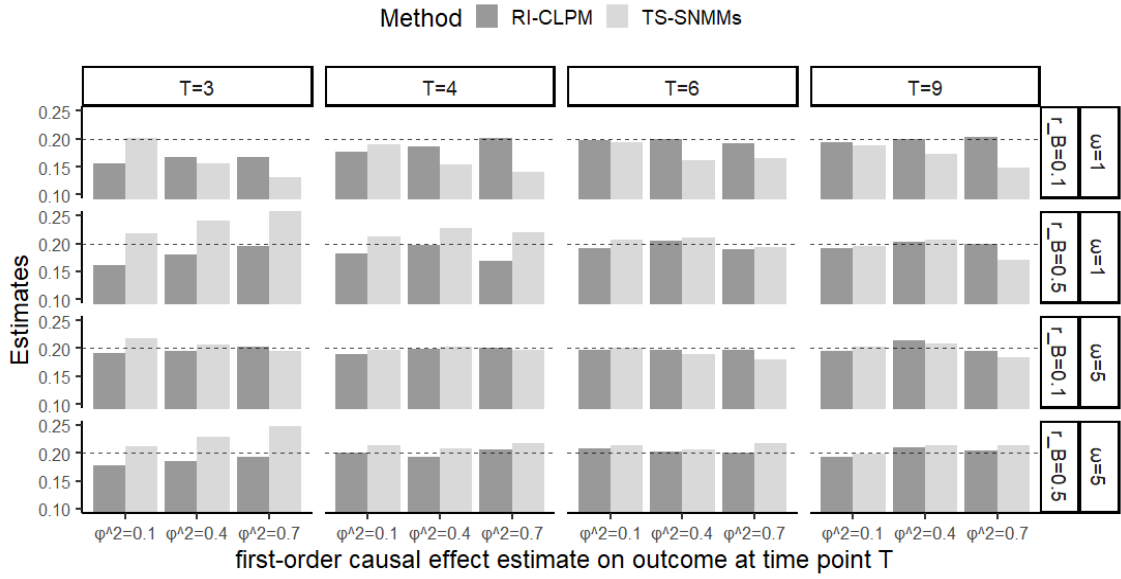 Method RI-CLPM TS-SNMMs
T=3 T=4 T=6 T=9
0.25
0.20
0.15
0.10
r_B=0.1 ω=1
0.25
0.20
0.15
0.10
r_B=0.5 ω=1
0.25
0.20
0.15
0.10
r_B=0.1 ω=5
0.25
0.20
0.15
0.10
r_B=0.5 ω=5
Estimates
φ^2=0.1 φ^2=0.4 φ^2=0.7 φ^2=0.1 φ^2=0.4 φ^2=0.7 φ^2=0.1 φ^2=0.4 φ^2=0.7 φ^2=0.1 φ^2=0.4 φ^2=0.7
first-order causal effect estimate on outcome at time point T